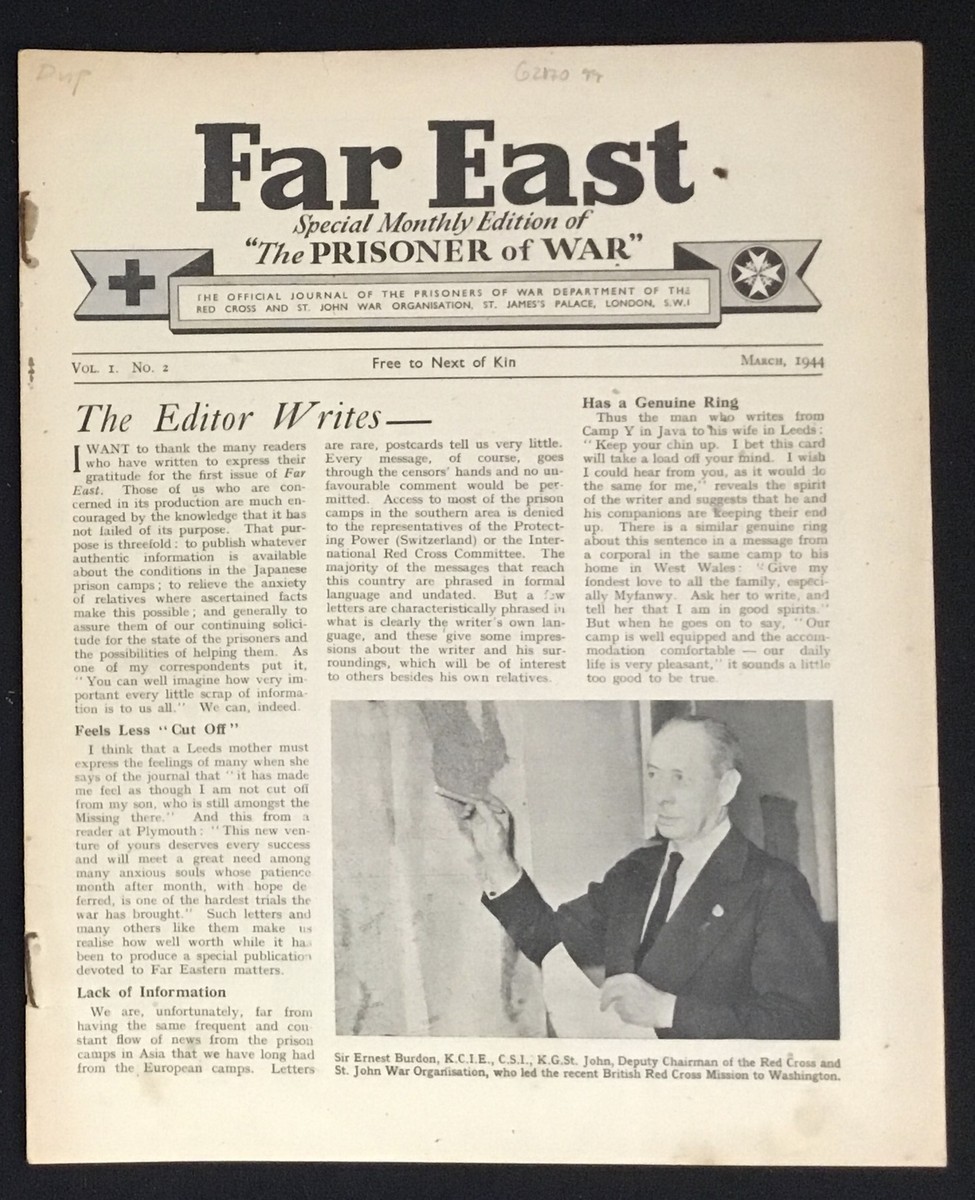 Dup
Far East
Special Monthly Edition of
"The PRISONER of WAR"
THE OFFICIAL JOURNAL OF THE PRISONERS OF WAR DEPARTMENT OF THE
RED CROSS AND ST. JOHN WAR ORGANISATION, ST. JAMES'S PALACE, LONDON, S.W.1
VOL. 1. NO. 2
Free to Next of Kin
MARCH, 1944
The Editor Writes—
I WANT to thank the many readers
who have written to express their
gratitude for the first issue of Far
East. Those of us who are con-
cerned in its production are much en-
couraged by the knowledge that it has
not failed of its purpose. That pur-
pose is threefold: to publish whatever
authentic information is available
about the conditions in the Japanese
prison camps; to relieve the anxiety
of relatives where ascertained facts
make this possible; and generally to
assure them of our continuing solici-
tude for the state of the prisoners and
the possibilities of helping them. As
one of my correspondents put it,
"You can well imagine how very im-
portant every little scrap of informa-
tion is to us all." We can, indeed.
Feels Less "Cut Off"
I think that a Leeds mother must
express the feelings of many when she
says of the journal that "it has made
me feel as though I am not cut off
from my son, who is still amongst the
Missing there." And this from a
reader at Plymouth: "This new ven-
ture of yours deserves every success
and will meet a great need among
many anxious souls whose patience
month after month, with hope de
ferred, is one of the hardest trials the
war has brought." Such letters and
many others like them make us
realise how well worth while it has
been to produce a special publication
devoted to Far Eastern matters.
Lack of Information
We are, unfortunately, far from
having the same frequent and con-
stant flow of news from the prison
camps in Asia that we have long had
from the European camps. Letters
are rare, postcards tell us very little.
Every message, of course, goes
through the censors' hands and no un-
favourable comment would be per-
mitted. Access to most of the prison
camps in the southern area is denied
to the representatives of the Protect-
ing Power (Switzerland) or the Inter-
national Red Cross Committee. The
majority of the messages that reach
this country are phrased in formal
language and undated. But a few
letters are characteristically phrased in
what is clearly the writer's own lan-
guage, and these give some impres-
sions about the writer and his sur-
roundings, which will be of interest
to others besides his own relatives.
Has a Genuine Ring
Thus the man who writes from
Camp Y in Java to his wife in Leeds:
"Keep your chin up. I bet this card
will take a load off your mind. I wish
I could hear from you, as it would do
the same for me," reveals the spirit
of the writer and suggests that he and
his companions are keeping their end
up. There is a similar genuine ring
about this sentence in a message from
a corporal in the same camp to his
home in West Wales: "Give my
fondest love to all the family, especi-
ally Myfanwy. Ask her to write, and
tell her that I am in good spirits."
But when he goes on to say, "Our
camp is well equipped and the accom-
modation comfortable — our daily
life is very pleasant," it sounds a little
too good to be true.
Sir Ernest Burdon, K.C.I.E., C.S.I., K.G.St. John, Deputy Chairman of the Red Cross and
St. John War Organisation, who led the recent British Red Cross Mission to Washington.